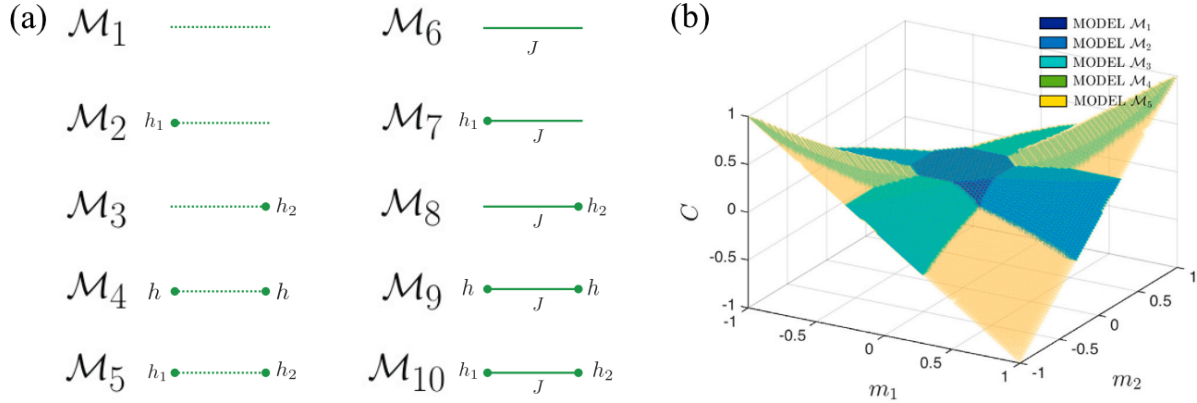 (a)
M1
M2 h1
M3 h2
M4 h h
M5 h1 h2
M6 J
M7 h1 J
M8 J h2
M9 h J h
M10 h1 J h2
(b)
MODEL M1
MODEL M2
MODEL M3
MODEL M4
MODEL M5
C
1
0.5
0
-0.5
-1
-1
-0.5
0
0.5
1
m1
-1
-0.5
0
0.5
1
m2